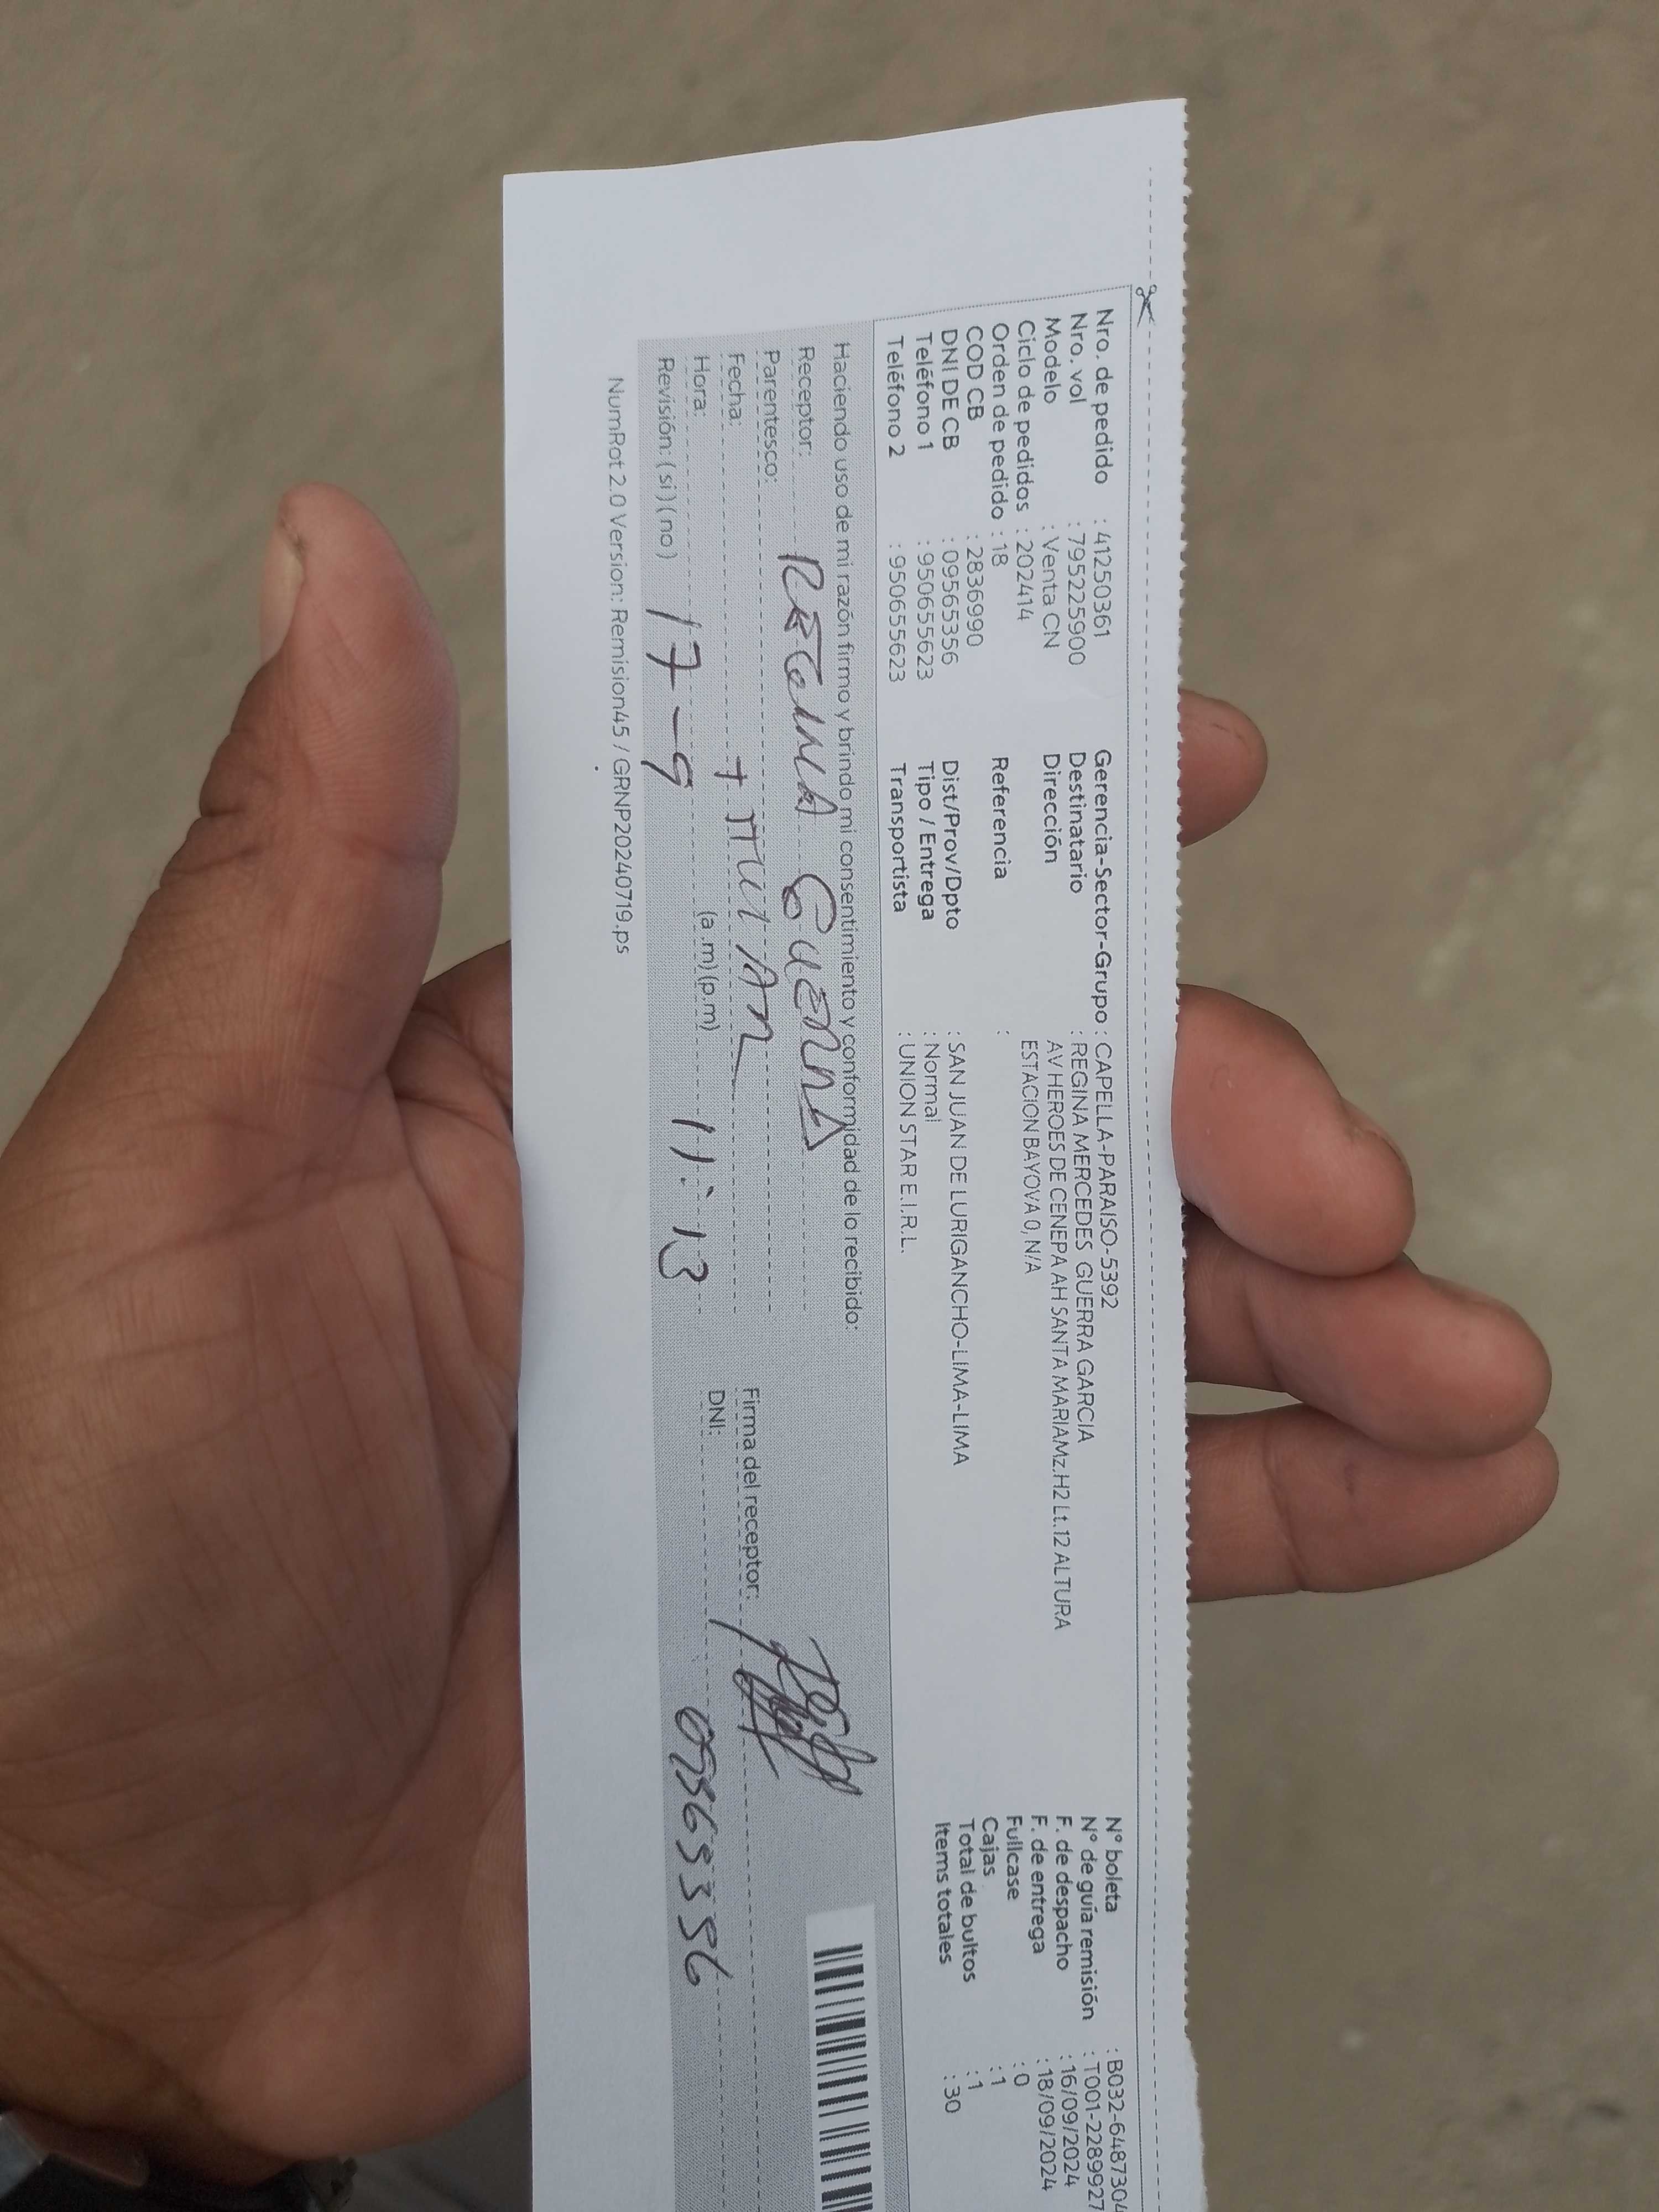 Nro. de pedido : 41250361
Nro. vol : 795225900
Modelo : Venta CN
Ciclo de pedidos : 202414
Orden de pedido : 18
COD CB : 2836990
DNI DE CB : 09565356
Teléfono 1 : 950655623
Teléfono 2 : 950655623
Gerencia-Sector-Grupo : CAPELLA-PARAISO-5392
Destinatario : REGINA MERCEDES GUERRA GARCIA
Dirección AV HEROES DE CENEPA AH SANTA MARIAMz.H2 Lt.12 ALTURA
ESTACION BAYOVA 0, N/A
Referencia :
Dist/Prov/Dpto : SAN JUAN DE LURIGANCHO-LIMA-LIMA
Tipo / Entrega : Normal
Transportista : UNION STAR E.I.R.L.
N° boleta : B032-6487304
N° de guía remisión : T001-2289927
F. de despacho : 16/09/2024
F. de entrega : 18/09/2024
Fullcase : 0
Cajas : 1
Total de bultos : 1
Items totales : 30
Haciendo uso de mi razón firmo y brindo mi consentimiento y conformidad de lo recibido:
Receptor: Regina Guerra
Parentesco:
Fecha: Titular
Hora: (a.m)(p.m) 11:13
Revisión: (si)(no) 17-9
Firma del receptor:
DNI: 09565356
NumRot 2.0 Version: Remision45 / GRNP20240719.ps